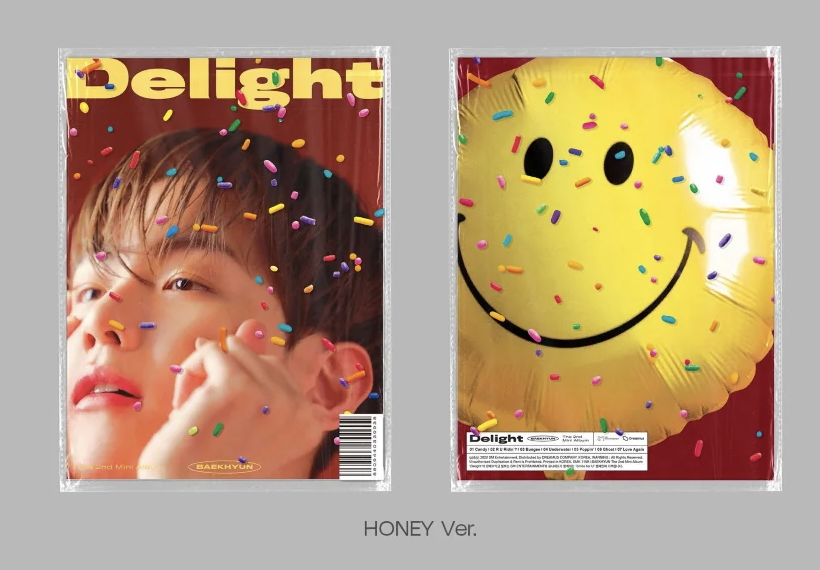 Delight
The 2nd Mini Album
BAEKHYUN
Delight
BAEKHYUN
The 2nd
Mini Album
Dreamus
01 Candy | 02 R U Ridin'? | 03 Bungee | 04 Underwater | 05 Poppin' | 06 Ghost | 07 Love Again
HONEY Ver.